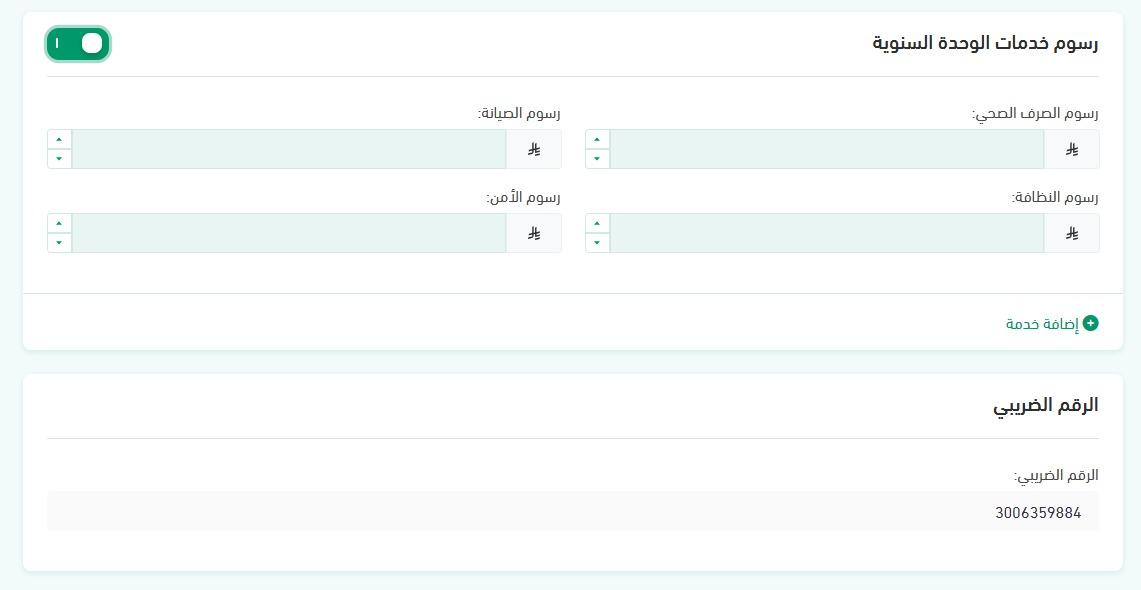 رسوم خدمات الوحدة السنوية
رسوم الصرف الصحي:
رسوم الصيانة:
رسوم النظافة:
رسوم الأمن:
إضافة خدمة
الرقم الضريبي
الرقم الضريبي:
3006359884